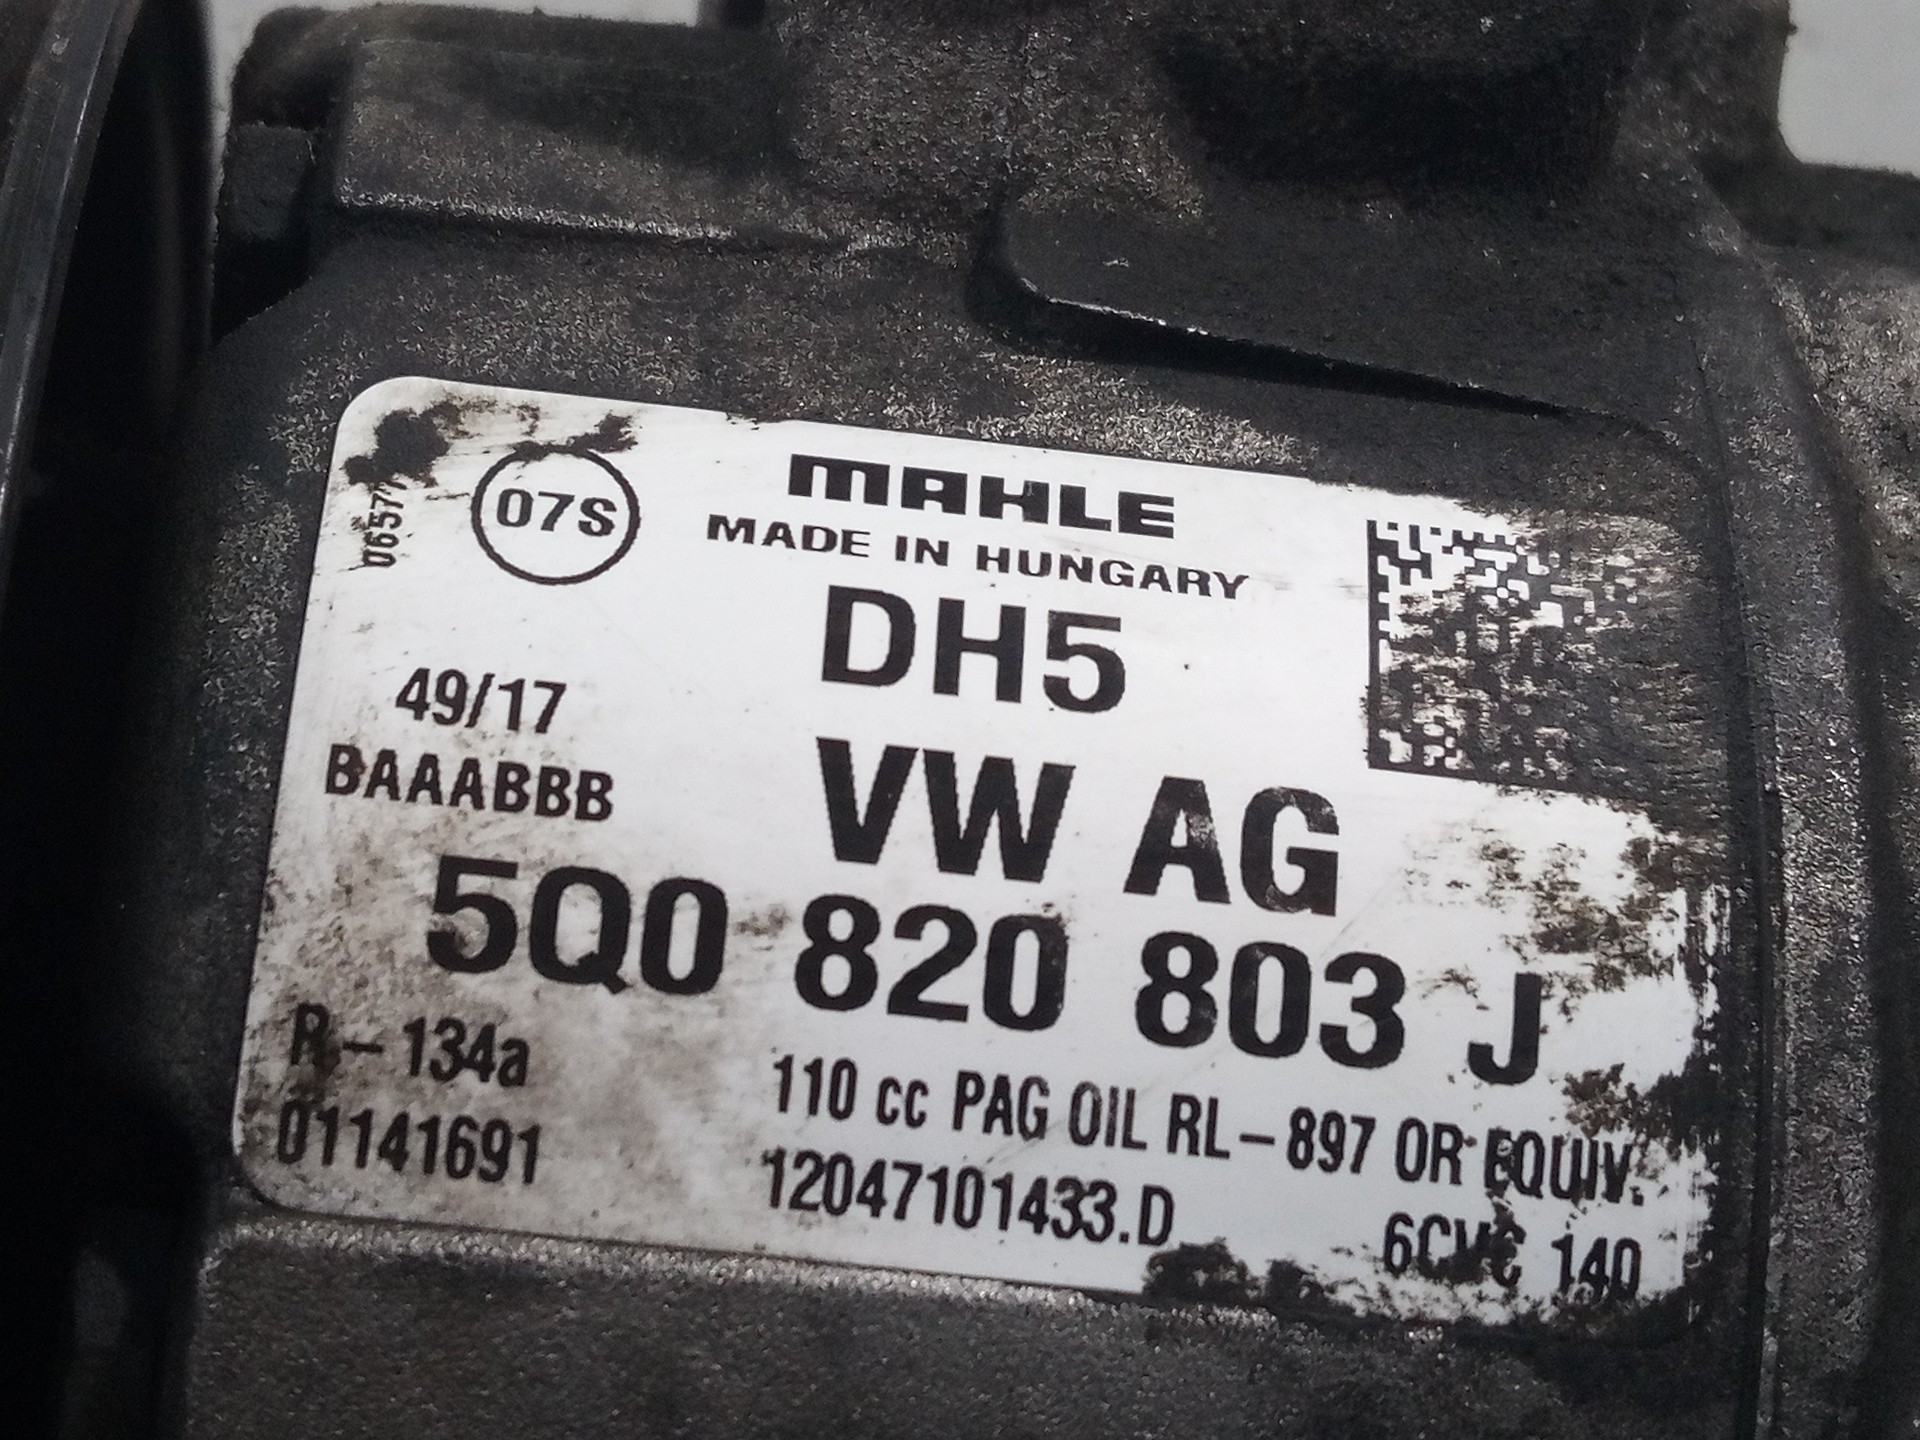 MAHLE
07S
MADE IN HUNGARY
DH5
49/17
BAAABBB
VW AG
5Q0 820 803 J
R - 134a
110 cc PAG OIL RL - 897 OR EQUIV.
01141691
12047101433.D
6CVC 140